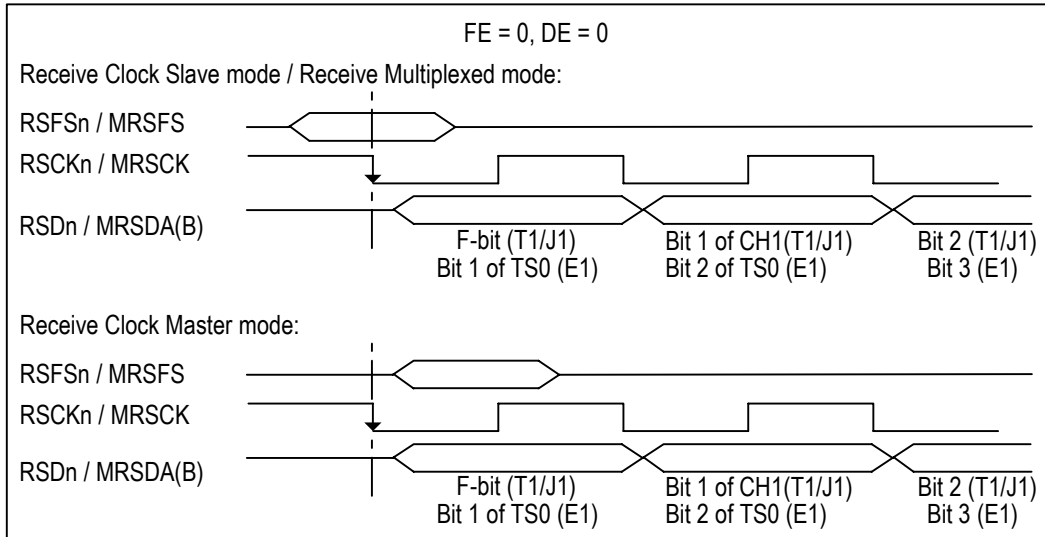 FE = 0, DE = 0
Receive Clock Slave mode / Receive Multiplexed mode:
RSFSn / MRSFS
RSCKn / MRSCK
RSDn / MRSDA(B)
F-bit (T1/J1)
Bit 1 of TS0 (E1)
Bit 1 of CH1(T1/J1)
Bit 2 of TS0 (E1)
Bit 2 (T1/J1)
Bit 3 (E1)
Receive Clock Master mode:
RSFSn / MRSFS
RSCKn / MRSCK
RSDn / MRSDA(B)
F-bit (T1/J1)
Bit 1 of TS0 (E1)
Bit 1 of CH1(T1/J1)
Bit 2 of TS0 (E1)
Bit 2 (T1/J1)
Bit 3 (E1)